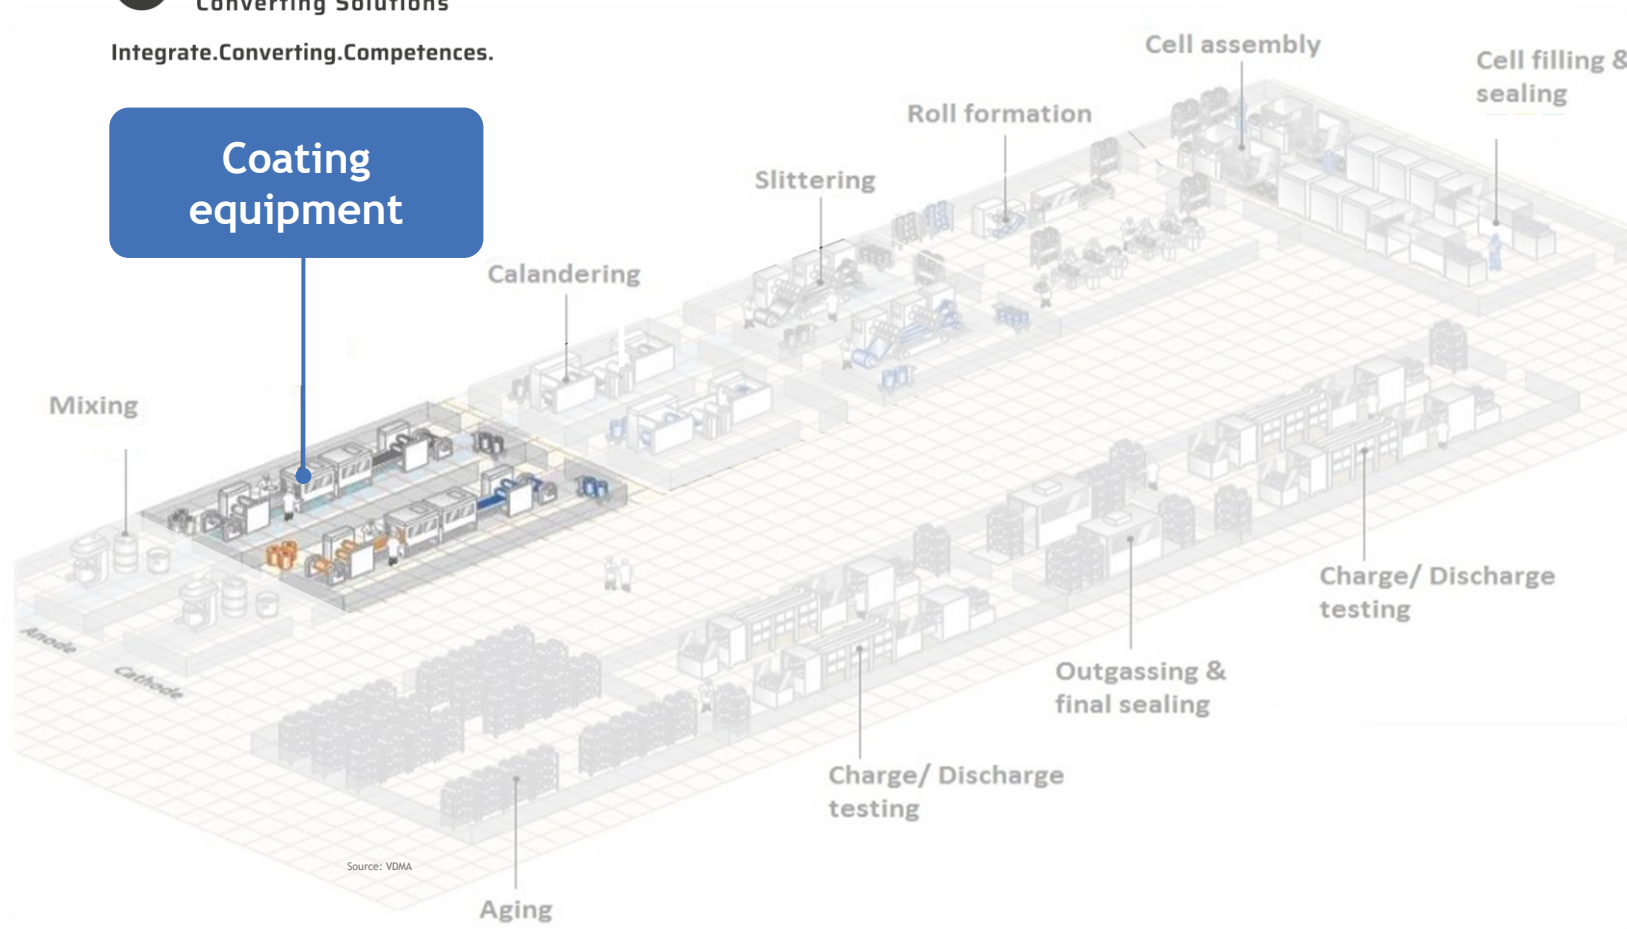 Converting Solutions
Integrate.Converting.Competences.
Coating
equipment
Cell assembly
Cell filling &
sealing
Roll formation
Slittering
Calandering
Mixing
Anode
Cathode
Charge/ Discharge
testing
Outgassing &
final sealing
Charge/ Discharge
testing
Source: VDMA
Aging